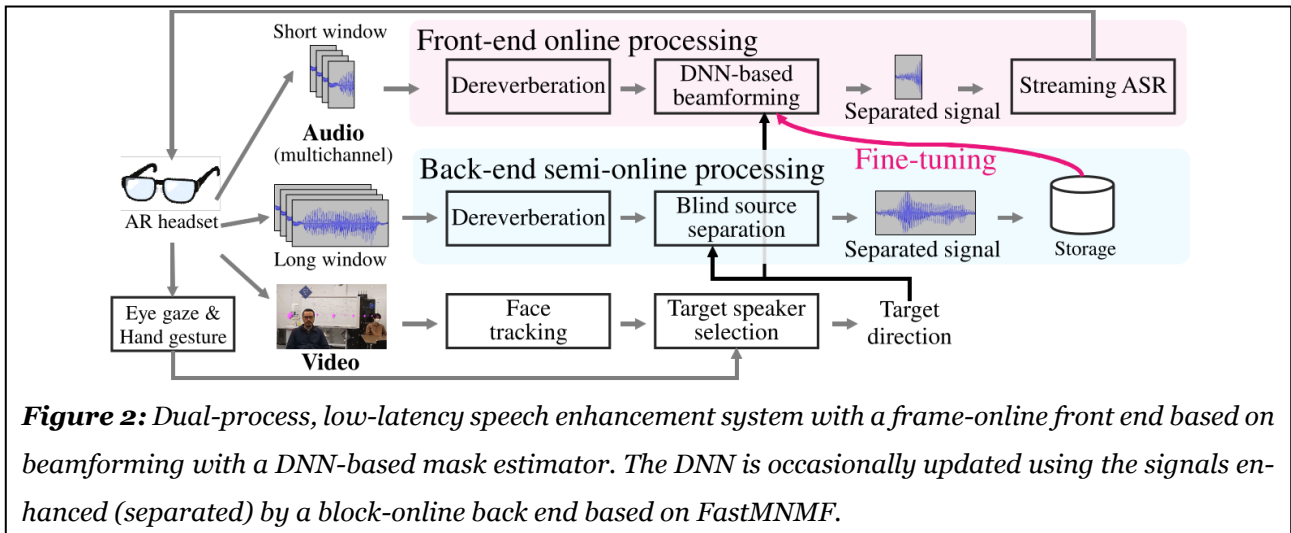 Short window
Front-end online processing
Dereverberation
DNN-based
beamforming
Separated signal
Streaming ASR
Audio
(multichannel)
Fine-tuning
Back-end semi-online processing
AR headset
Long window
Dereverberation
Blind source
separation
Separated signal
Storage
Eye gaze &
Hand gesture
Video
Face
tracking
Target speaker
selection
Target
direction
Figure 2: Dual-process, low-latency speech enhancement system with a frame-online front end based on
beamforming with a DNN-based mask estimator. The DNN is occasionally updated using the signals en-
hanced (separated) by a block-online back end based on FastMNMF.